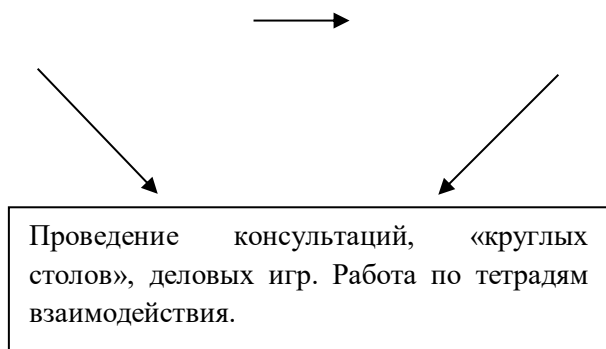 Проведение консультаций, «круглых
столов», деловых игр. Работа по тетрадям
взаимодействия.